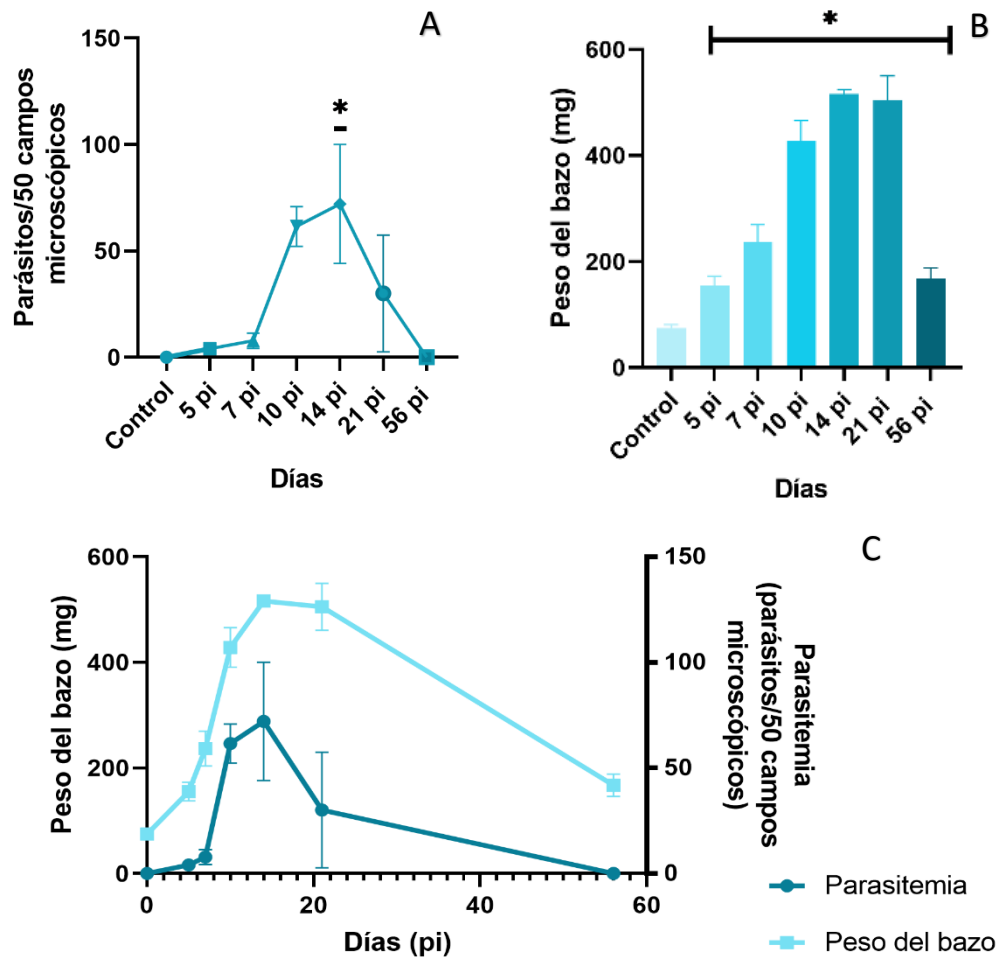 A
Parásitos/50 campos
microscópicos
150
100
50
0
*
Control
5 pi
7 pi
10 pi
14 pi
21 pi
56 pi
Días
B
Peso del bazo (mg)
600
400
200
0
*
Control
5 pi
7 pi
10 pi
14 pi
21 pi
56 pi
Días
C
Peso del bazo (mg)
600
400
200
0
0
20
40
60
Días (pi)
150
100
50
0
Parasitemia
(parásitos/50 campos
microscópicos)
Parasitemia
Peso del bazo